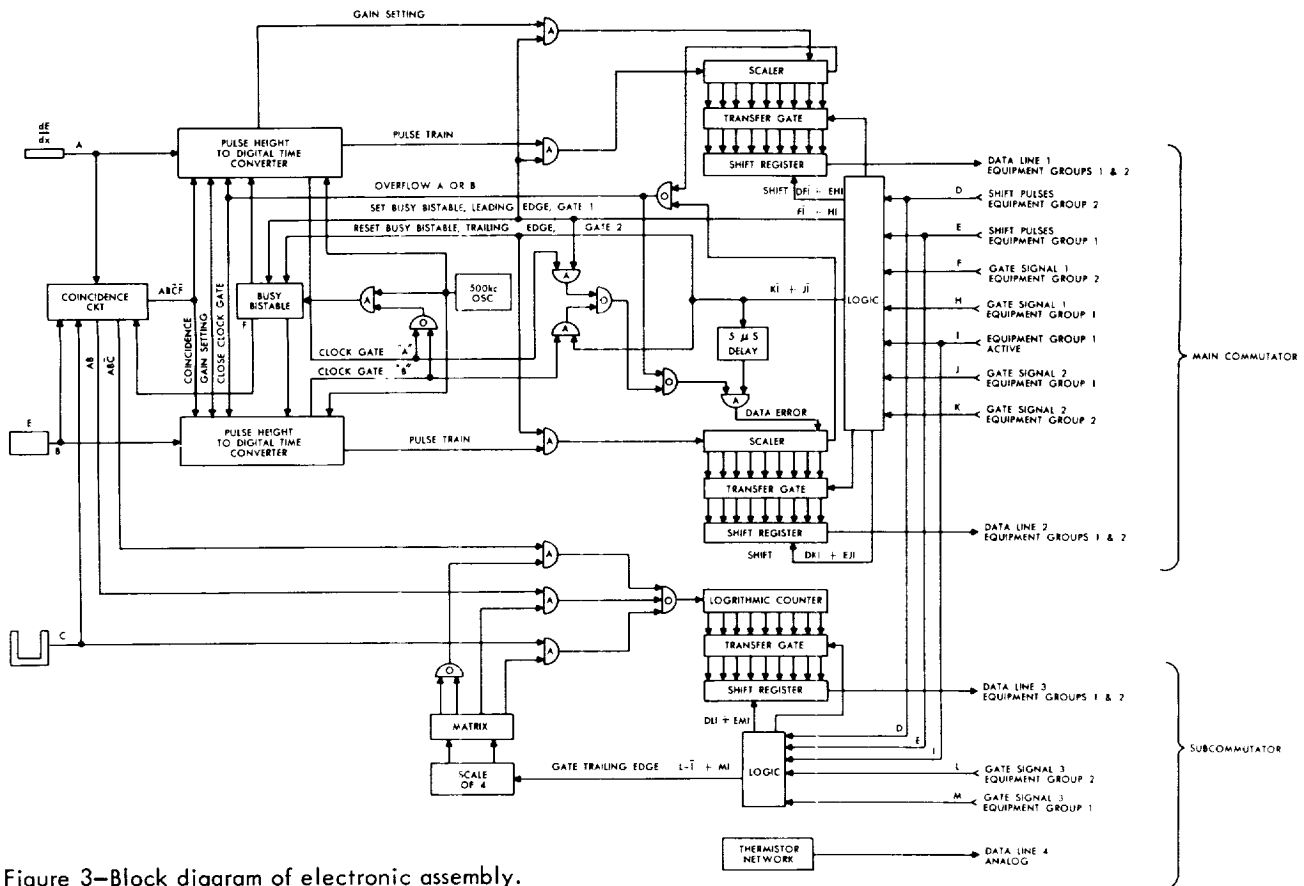 GAIN SETTING
A
SCALER
dE
dx
A
PULSE HEIGHT
TO DIGITAL TIME
CONVERTER
PULSE TRAIN
A
TRANSFER GATE
SHIFT REGISTER
DATA LINE 1
EQUIPMENT GROUPS 1 & 2
OVERFLOW A OR B
O
SHIFT
D
SHIFT PULSES
EQUIPMENT GROUP 2
SET BUSY BISTABLE, LEADING EDGE, GATE 1
RESET BUSY BISTABLE, TRAILING EDGE, GATE 2
E
SHIFT PULSES
EQUIPMENT GROUP 1
COINCIDENCE
CKT
BUSY
BISTABLE
F
A
O
500kc
OSC
A
O
A
LOGIC
F
GATE SIGNAL 1
EQUIPMENT GROUP 2
H
GATE SIGNAL 1
EQUIPMENT GROUP 1
I
EQUIPMENT 1
ACTIVE
MAIN COMMUTATOR
AB
COINCIDENCE
GAIN SETTING
CLOSE CLOCK GATE
CLOCK GATE "A"
CLOCK GATE "B"
5 μS
DELAY
J
GATE SIGNAL 2
EQUIPMENT GROUP 1
K
GATE SIGNAL 2
EQUIPMENT GROUP 2
O
A
DATA ERROR
E
B
PULSE HEIGHT
TO DIGITAL TIME
CONVERTER
PULSE TRAIN
A
SCALER
TRANSFER GATE
SHIFT REGISTER
DATA LINE 2
EQUIPMENT GROUPS 1 & 2
SHIFT
A
A
O
LOGRITHMIC COUNTER
C
A
TRANSFER GATE
O
SHIFT REGISTER
DATA LINE 3
EQUIPMENT GROUPS 1 & 2
MATRIX
DLI + EMI
D
E
I
SUBCOMMUTATOR
SCALE
OF 4
GATE TRAILING EDGE
LOGIC
L
GATE SIGNAL 3
EQUIPMENT GROUP 2
M
GATE SIGNAL 3
EQUIPMENT GROUP 1
THERMISTOR
NETWORK
DATA LINE 4
ANALOG
Figure 3—Block diagram of electronic assembly.